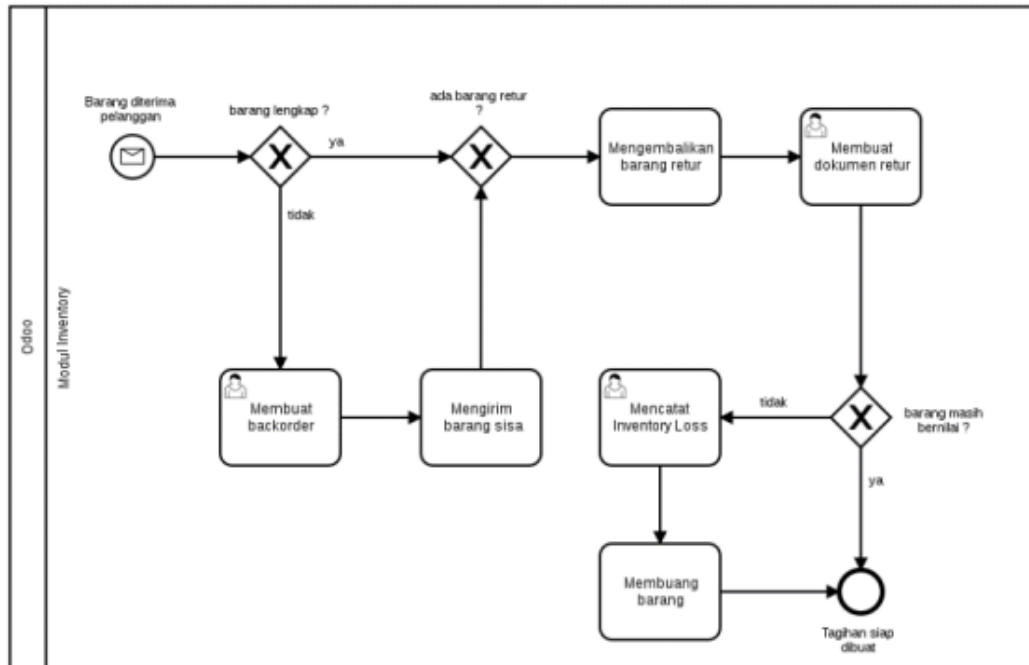 Odoo
Modul Inventory
Barang diterima
pelanggan
barang lengkap ?
ya
tidak
ada barang retur
?
Mengembalikan
barang retur
Membuat
dokumen retur
Membuat
backorder
Mengirim
barang sisa
Mencatat
Inventory Loss
tidak
barang masih
bernilai ?
ya
Membuang
barang
Tagihan siap
dibuat